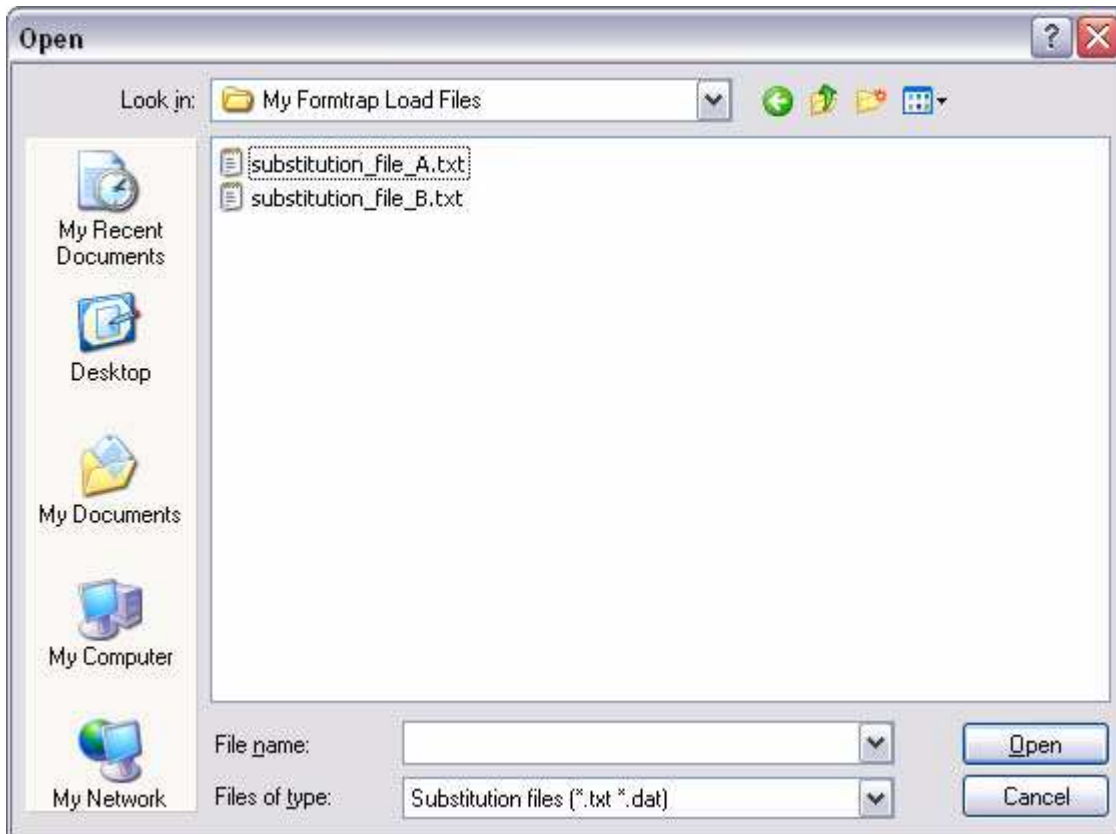 Open
Look in: My Formtrap Load Files
substitution_file_A.txt
substitution_file_B.txt
My Recent
Documents
Desktop
My Documents
My Computer
My Network
File name:
Open
Files of type: Substitution files (*.txt *.dat)
Cancel